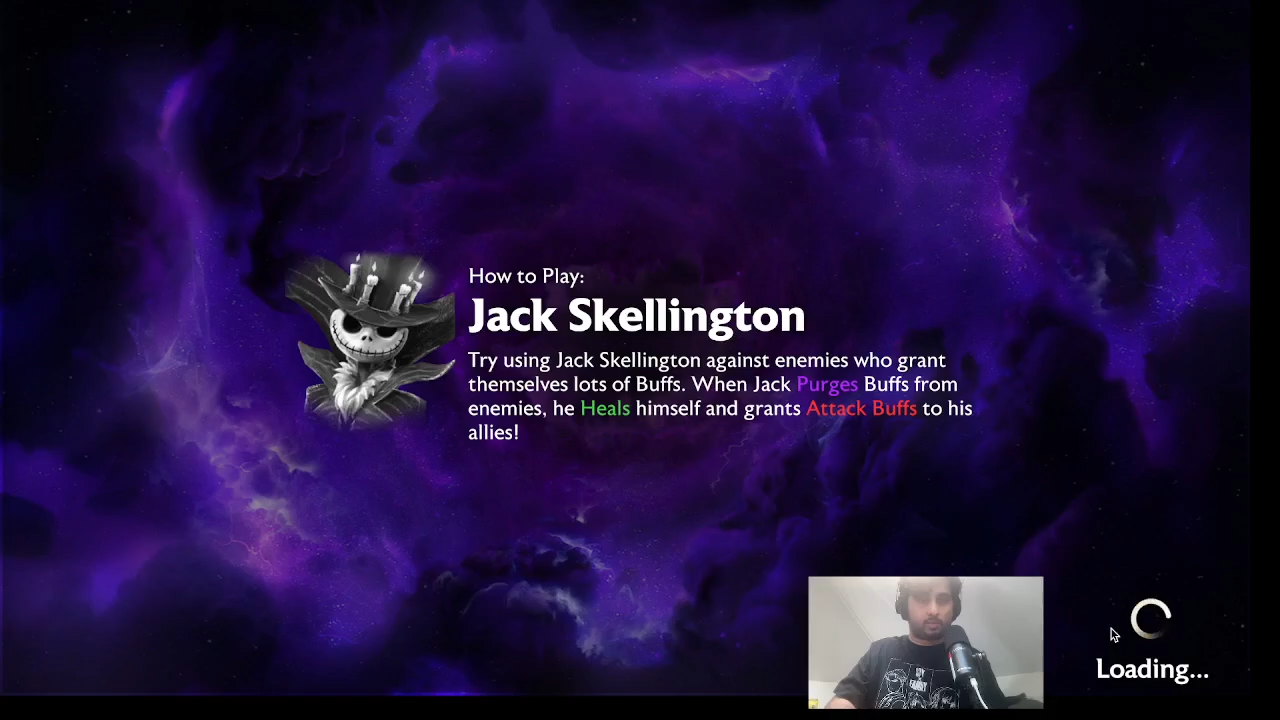 How to Play:
Jack Skellington
Try using Jack Skellington against enemies who grant
themselves lots of Buffs. When Jack Purges Buffs from
enemies, he Heals himself and grants Attack Buffs to his
allies!
Loading...